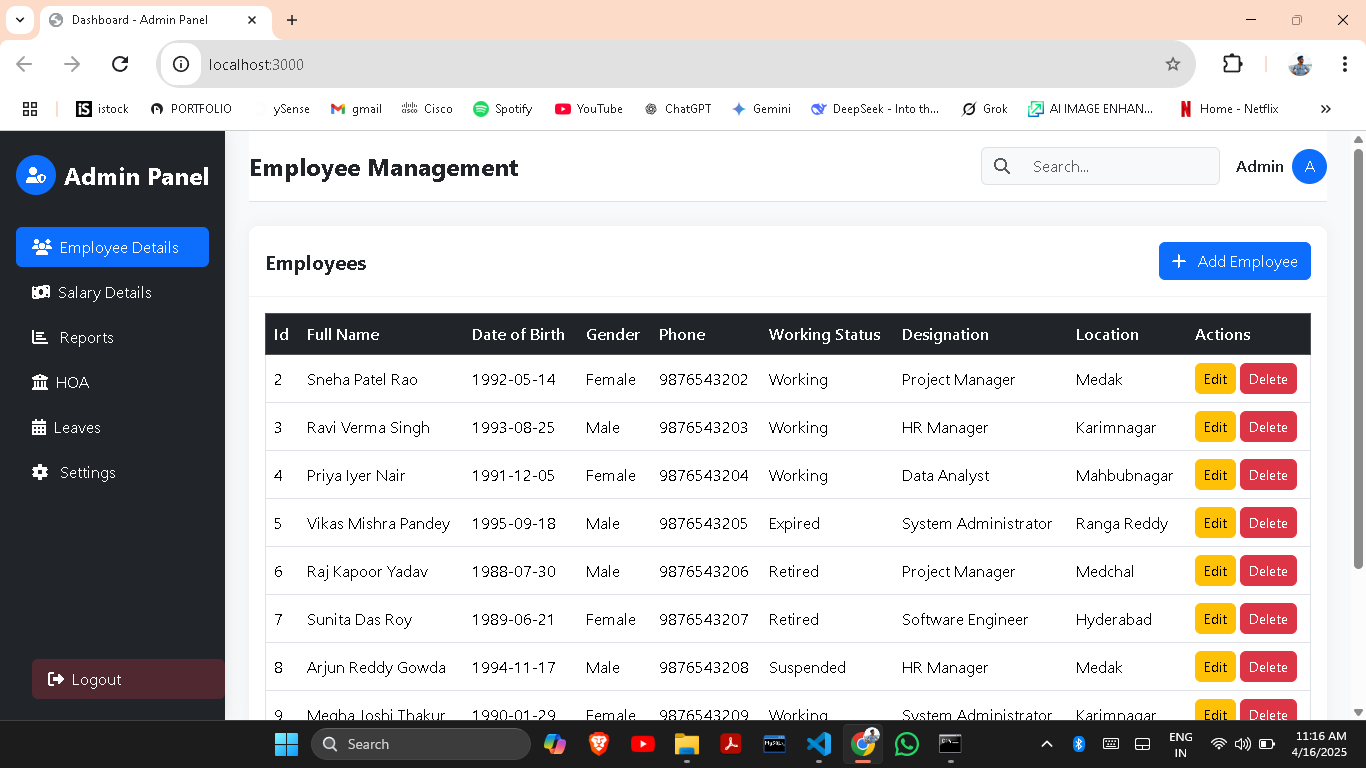 Dashboard - Admin Panel
localhost:3000
istock PORTFOLIO ySense gmail Cisco Spotify YouTube ChatGPT Gemini DeepSeek - Into th... Grok AI IMAGE ENHAN... Home - Netflix
Admin Panel
Employee Details
Salary Details
Reports
HOA
Leaves
Settings
Logout
Employee Management
Search...
Admin A
Employees
+ Add Employee
Id Full Name Date of Birth Gender Phone Working Status Designation Location Actions
2 Sneha Patel Rao 1992-05-14 Female 9876543202 Working Project Manager Medak Edit Delete
3 Ravi Verma Singh 1993-08-25 Male 9876543203 Working HR Manager Karimnagar Edit Delete
4 Priya Iyer Nair 1991-12-05 Female 9876543204 Working Data Analyst Mahbubnagar Edit Delete
5 Vikas Mishra Pandey 1995-09-18 Male 9876543205 Expired System Administrator Ranga Reddy Edit Delete
6 Raj Kapoor Yadav 1988-07-30 Male 9876543206 Retired Project Manager Medchal Edit Delete
7 Sunita Das Roy 1989-06-21 Female 9876543207 Retired Software Engineer Hyderabad Edit Delete
8 Arjun Reddy Gowda 1994-11-17 Male 9876543208 Suspended HR Manager Medak Edit Delete
9 Megha Joshi Thakur 1990-01-29 Female 9876543209 Working System Administrator Karimnagar Edit Delete
Search
ENG
IN
11:16 AM
4/16/2025